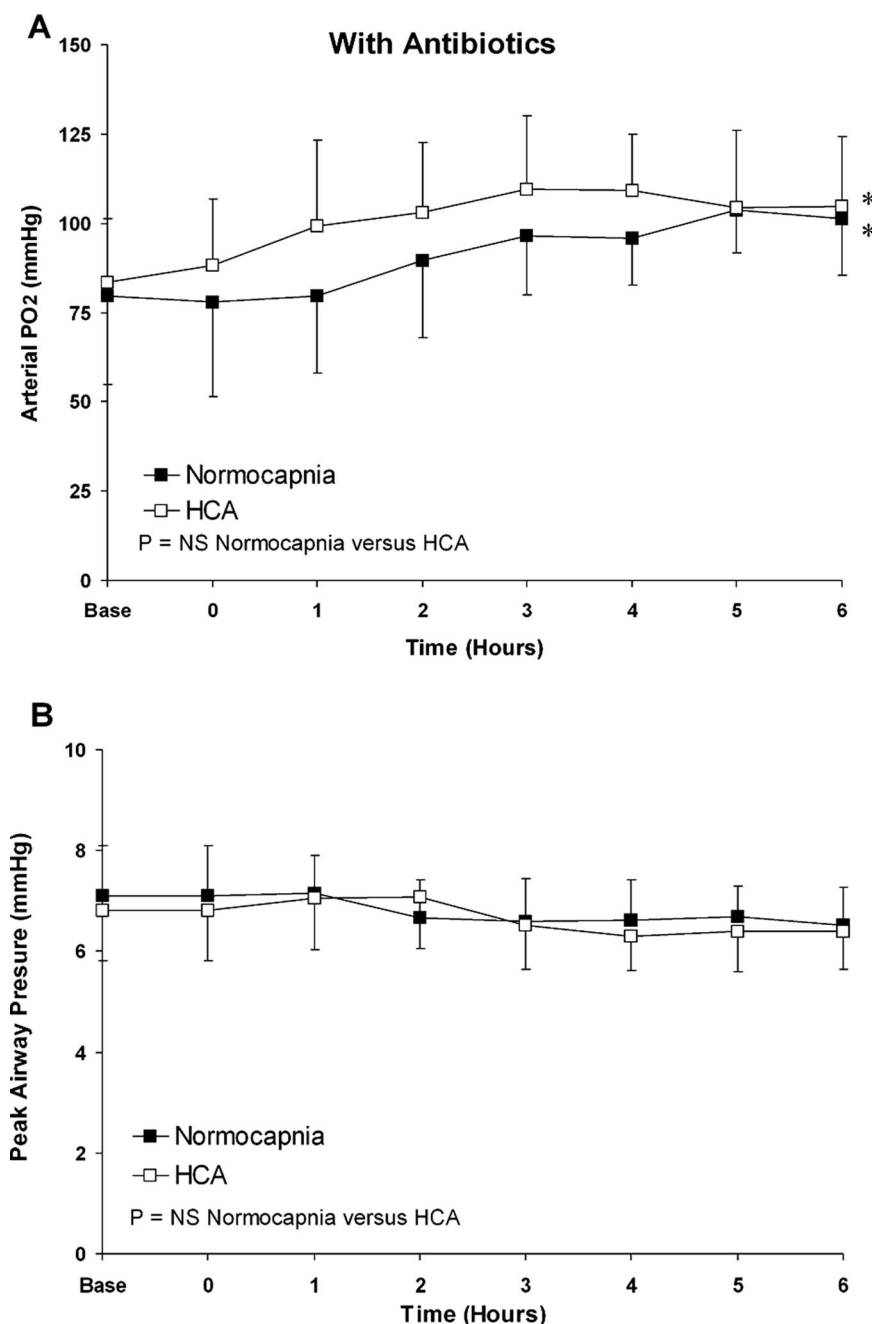 A
With Antibiotics
150
125
100
75
50
25
0
Arterial PO2 (mmHg)
*
*
Normocapnia
HCA
P = NS Normocapnia versus HCA
Base 0 1 2 3 4 5 6
Time (Hours)
B
10
8
6
4
2
0
Peak Airway Presure (mmHg)
Normocapnia
HCA
P = NS Normocapnia versus HCA
Base 0 1 2 3 4 5 6
Time (Hours)